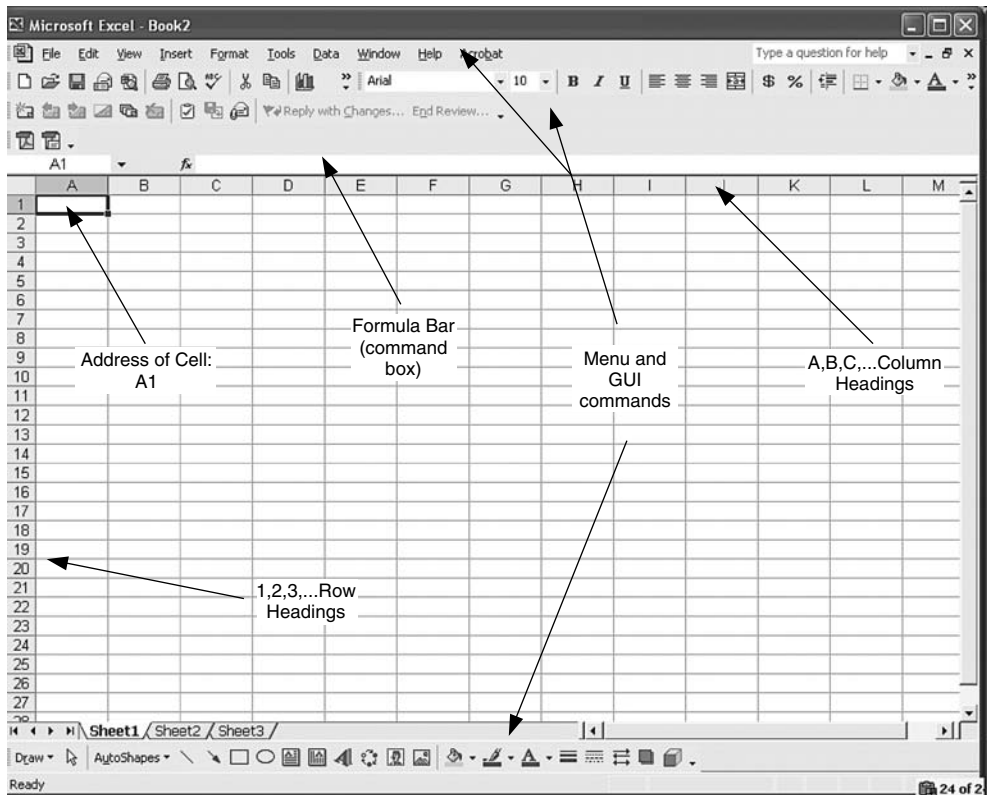 Microsoft Excel - Book2
File Edit View Insert Format Tools Data Window Help Acrobat Type a question for help
Arial 10 B I U $ %
Reply with Changes... End Review...
A1 fx
A B C D E F G H I J K L M
1
2
3
4
5
6
7
8
9
10
11
12
13
14
15
16
17
18
19
20
21
22
23
24
25
26
27
28
Address of Cell:
A1
Formula Bar
(command
box)
Menu and
GUI
commands
A,B,C,...Column
Headings
1,2,3,...Row
Headings
Sheet1 Sheet2 Sheet3
Draw AutoShapes
Ready 24 of 2